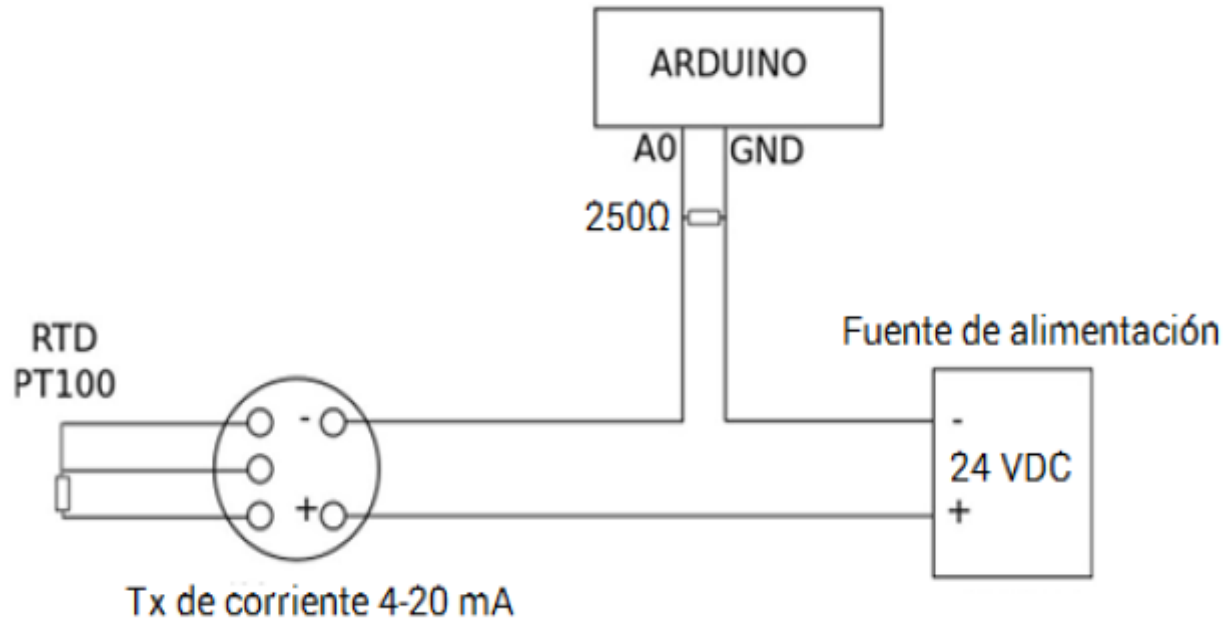 ARDUINO
A0 GND
250Ω
Fuente de alimentación
RTD
PT100
-
-
24 VDC
+
+
Tx de corriente 4-20 mA